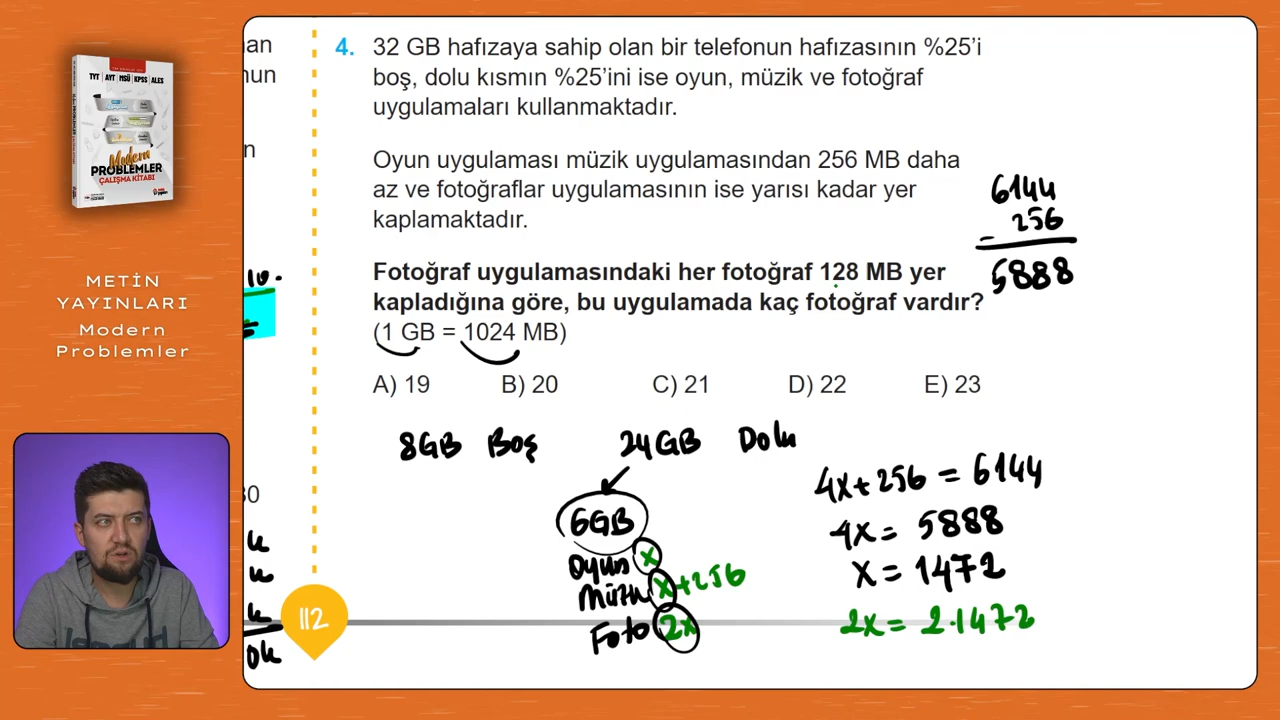 TYT | AYT | MSÜ | KPSS | ALES
Modern
PROBLEMLER
ÇALIŞMA KİTABI
METİN
YAYINLARI
Modern
Problemler
an
un
n
10.
30
k
k
k
0k
112
4. 32 GB hafızaya sahip olan bir telefonun hafızasının %25'i
boş, dolu kısmın %25'ini ise oyun, müzik ve fotoğraf
uygulamaları kullanmaktadır.
Oyun uygulaması müzik uygulamasından 256 MB daha
az ve fotoğraflar uygulamasının ise yarısı kadar yer
kaplamaktadır.
Fotoğraf uygulamasındaki her fotoğraf 128 MB yer
kapladığına göre, bu uygulamada kaç fotoğraf vardır?
(1 GB = 1024 MB)
A) 19 B) 20 C) 21 D) 22 E) 23
6144
- 256
5888
8GB Boş 24GB Dolu
6GB
Oyun x
Müzik x+256
Foto 2x
4x+256 = 6144
4x = 5888
x = 1472
2x = 2.1472